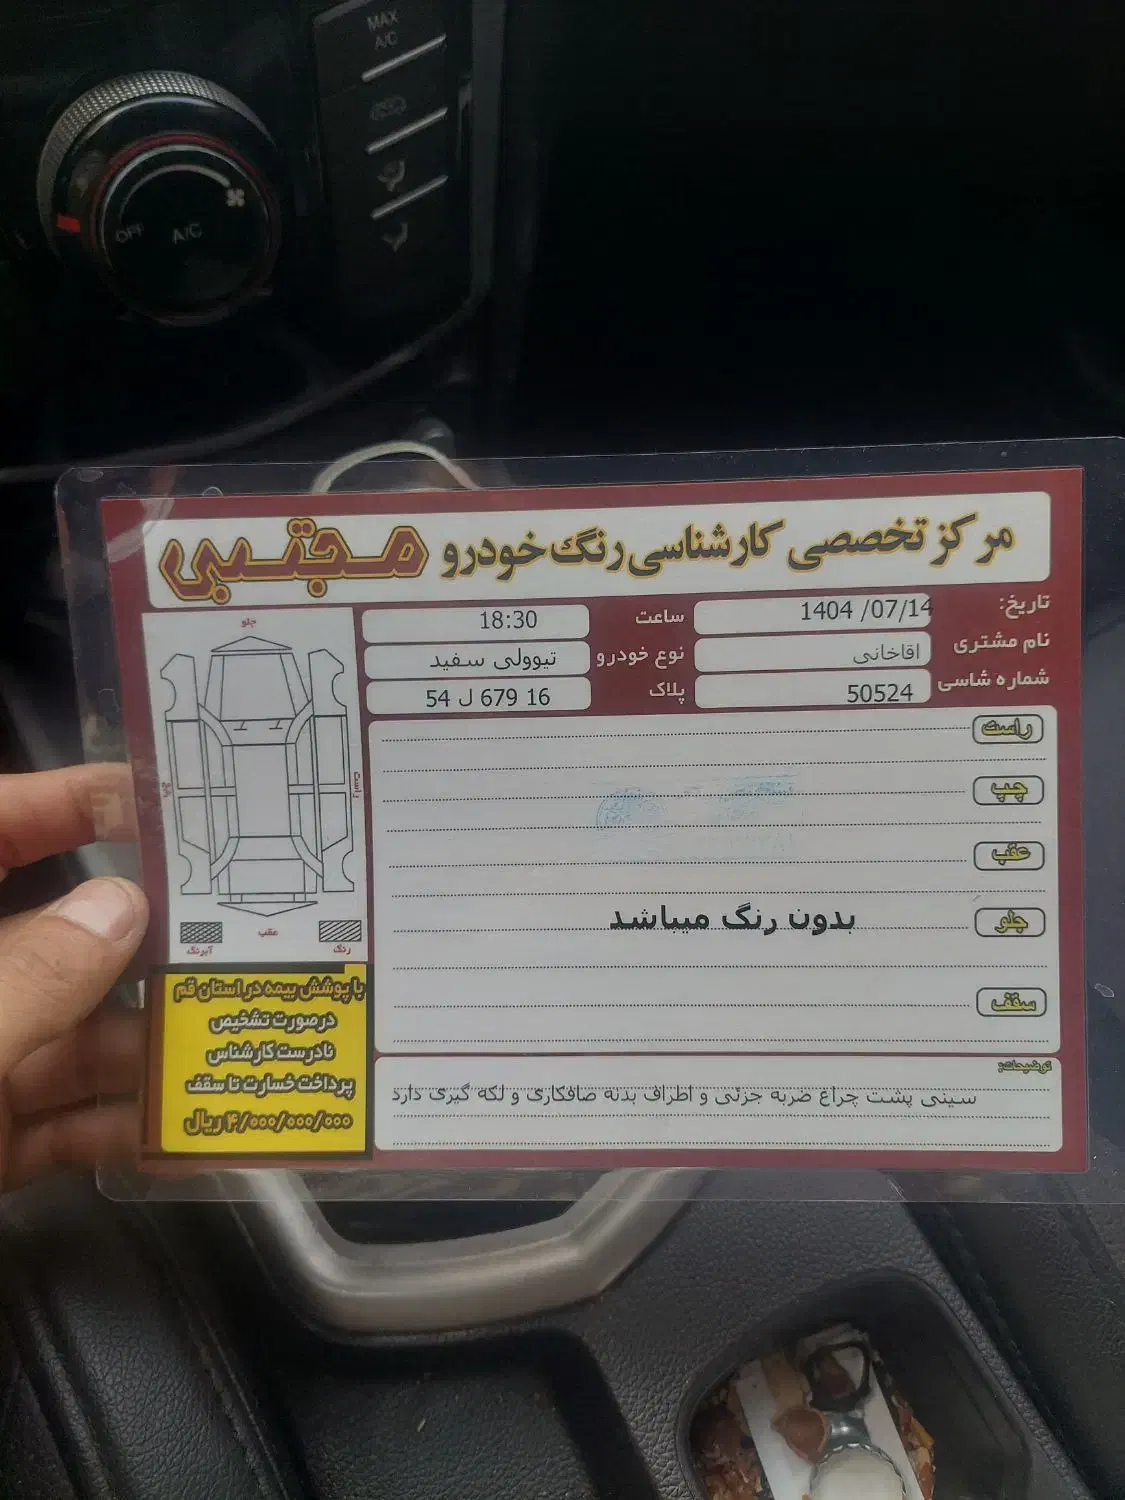 MAX
A/C
OFF
A/C
مرکز تخصصی کارشناسی رنگ خودرو مجتبی
تاریخ: 1404 /07/14
ساعت 18:30
نام مشتری اقاخانی
نوع خودرو تیوولی سفید
شماره شاسی 50524
پلاک 54 ل 679 16
جلو
چپ
راست
عقب
رنگ
آبرنگ
راست
چپ
عقب
جلو
بدون رنگ میباشد
سقف
توضیحات:
سینی پشت چراغ ضربه جزئی و اطراف بدنه صافکاری و لکه گیری دارد
با پوشش بیمه در استان قم
درصورت تشخیص
نادرست کارشناس
پرداخت خسارت تا سقف
۴/۰۰۰/۰۰۰/۰۰۰ ریال